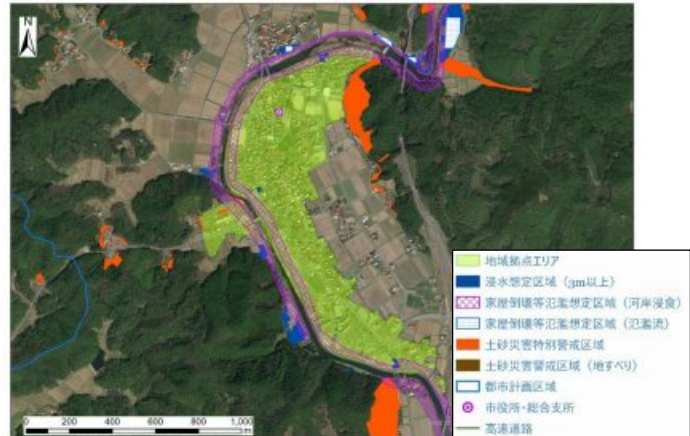 N
地域拠点エリア
浸水想定区域（3m以上）
家屋倒壊等氾濫想定区域（河岸浸食）
家屋倒壊等氾濫想定区域（氾濫流）
土砂災害特別警戒区域
土砂災害警戒区域（地すべり）
都市計画区域
市役所・総合支所
高速道路
0 200 400 600 800 1,000
m